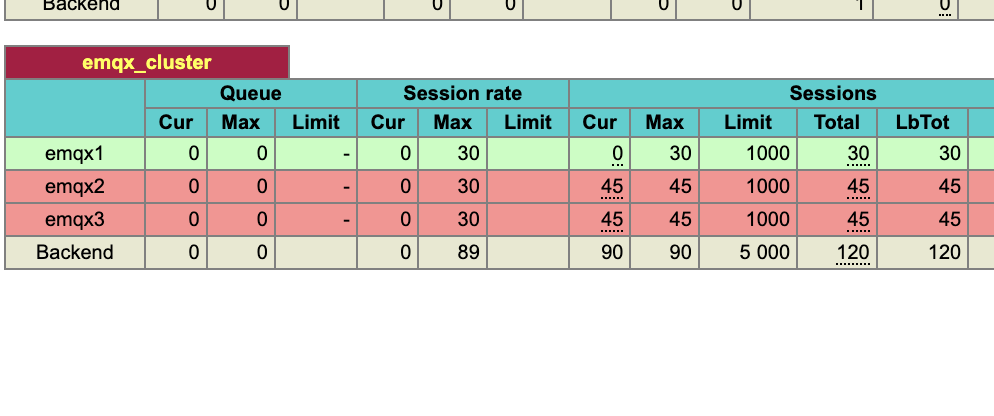 Backend 0 0 0 0 0 0 1 0
emqx_cluster
Queue Session rate Sessions
Cur Max Limit Cur Max Limit Cur Max Limit Total LbTot
emqx1 0 0 - 0 30 0 30 1000 30 30
emqx2 0 0 - 0 30 45 45 1000 45 45
emqx3 0 0 - 0 30 45 45 1000 45 45
Backend 0 0 0 89 90 90 5 000 120 120